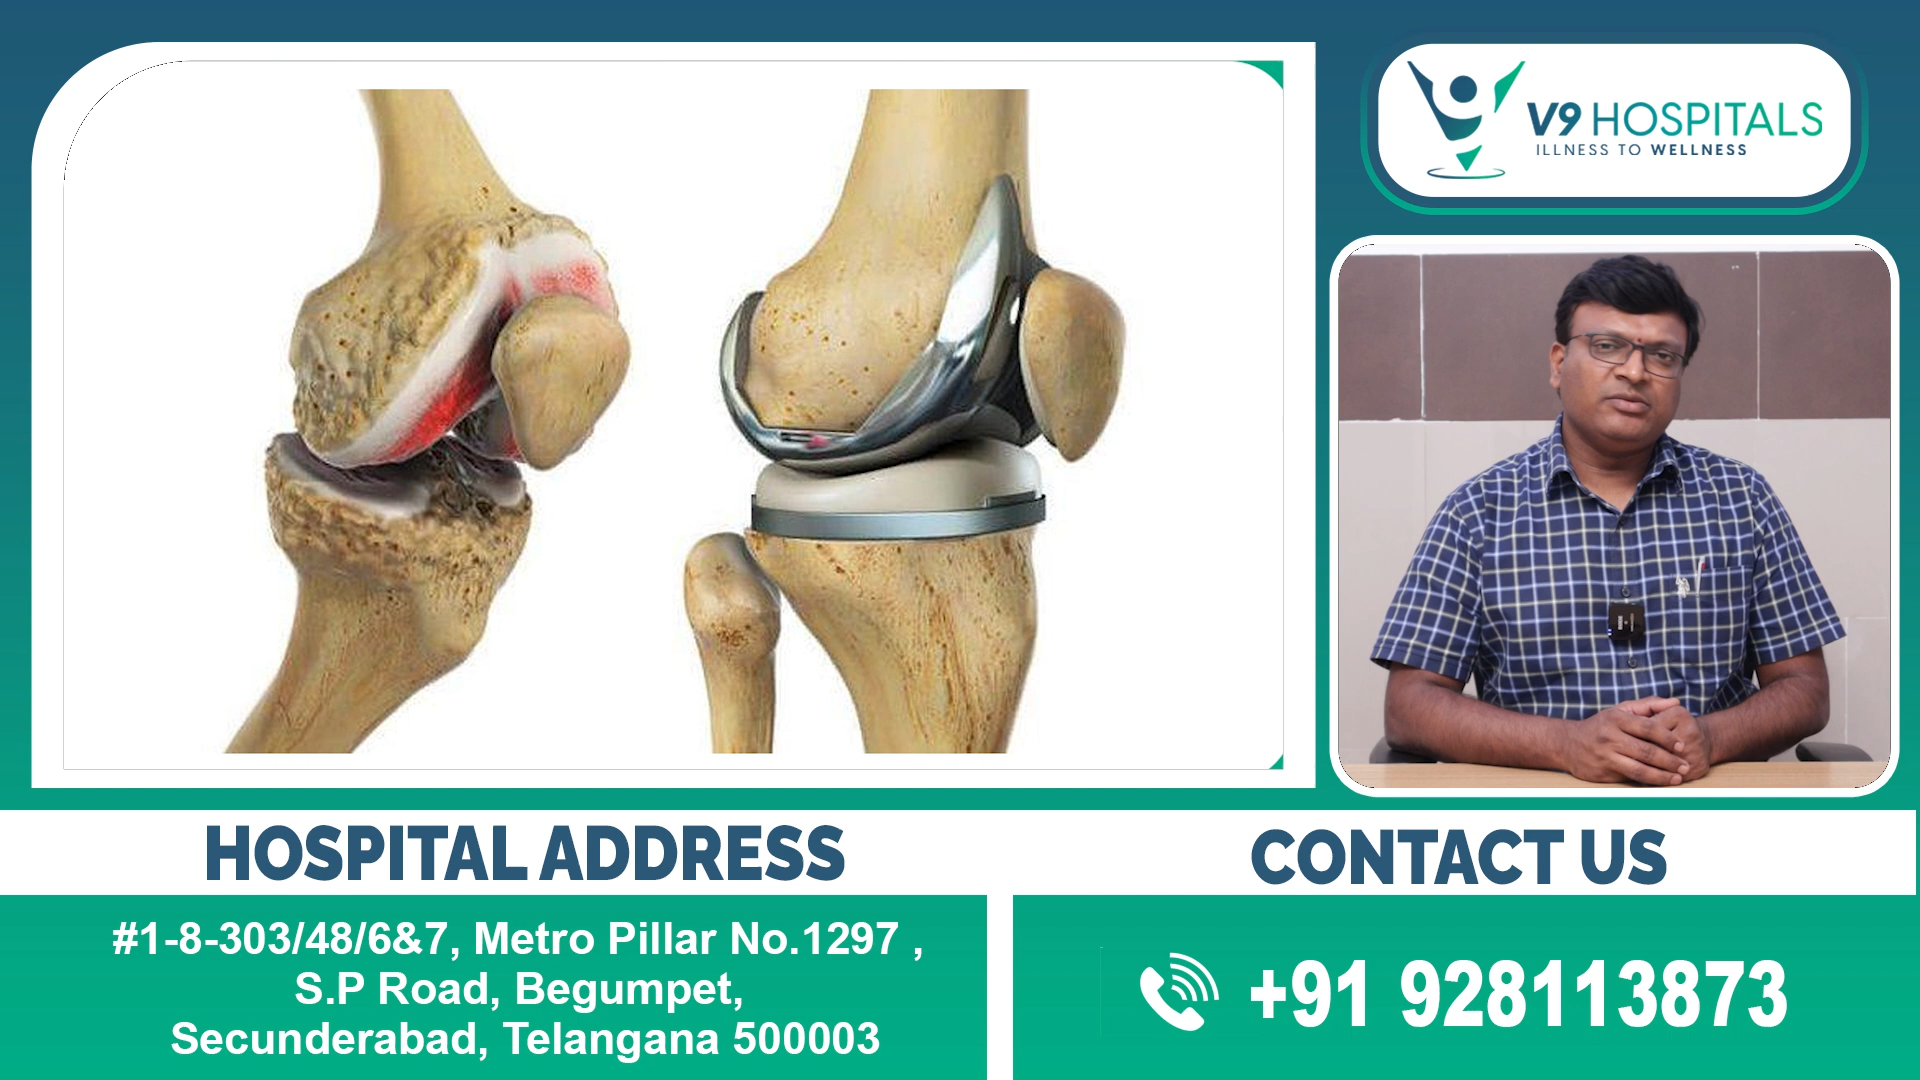 V9 HOSPITALS
ILLNESS TO WELLNESS
HOSPITAL ADDRESS
#1-8-303/48/6&7, Metro Pillar No.1297 ,
S.P Road, Begumpet,
Secunderabad, Telangana 500003
CONTACT US
+91 928113873